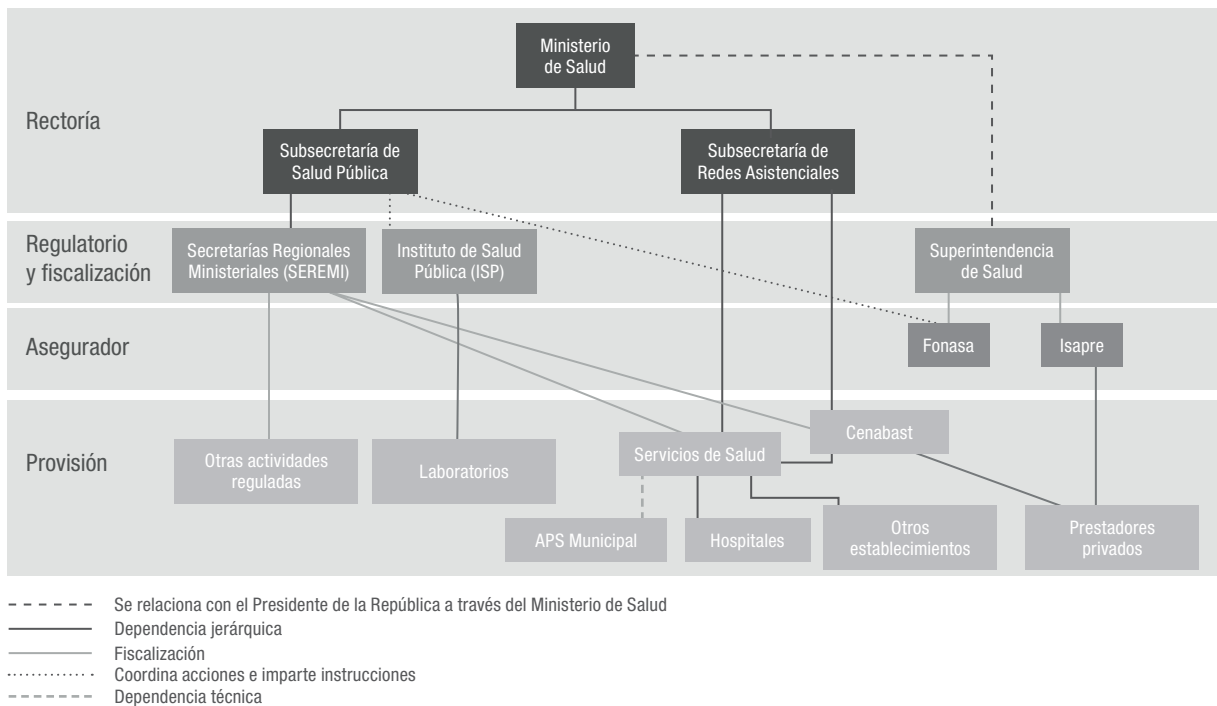 Ministerio
de Salud
Rectoría
Subsecretaría de
Salud Pública
Subsecretaría de
Redes Asistenciales
Regulatorio
y fiscalización
Secretarías Regionales
Ministeriales (SEREMI)
Instituto de Salud
Pública (ISP)
Superintendencia
de Salud
Asegurador
Fonasa
Isapre
Provisión
Otras actividades
reguladas
Laboratorios
Servicios de Salud
Cenabast
APS Municipal
Hospitales
Otros
establecimientos
Prestadores
privados
Se relaciona con el Presidente de la República a través del Ministerio de Salud
Dependencia jerárquica
Fiscalización
Coordina acciones e imparte instrucciones
Dependencia técnica